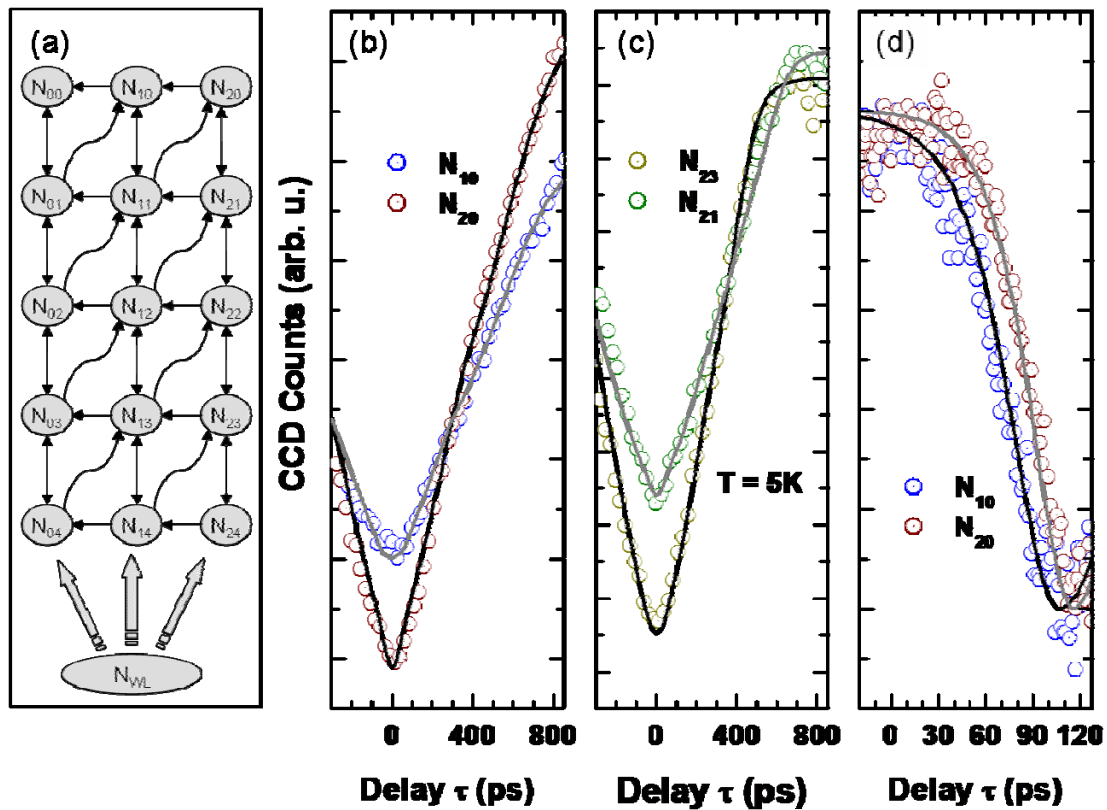 (a)
N00 N10 N20
N01 N11 N21
N02 N12 N22
N03 N13 N23
N04 N14 N24
NWL
CCD Counts (arb. u.)
(b)
N10
N20
0 400 800
Delay τ (ps)
(c)
N23
N21
T = 5K
0 400 800
Delay τ (ps)
(d)
N10
N20
0 30 60 90 120
Delay τ (ps)